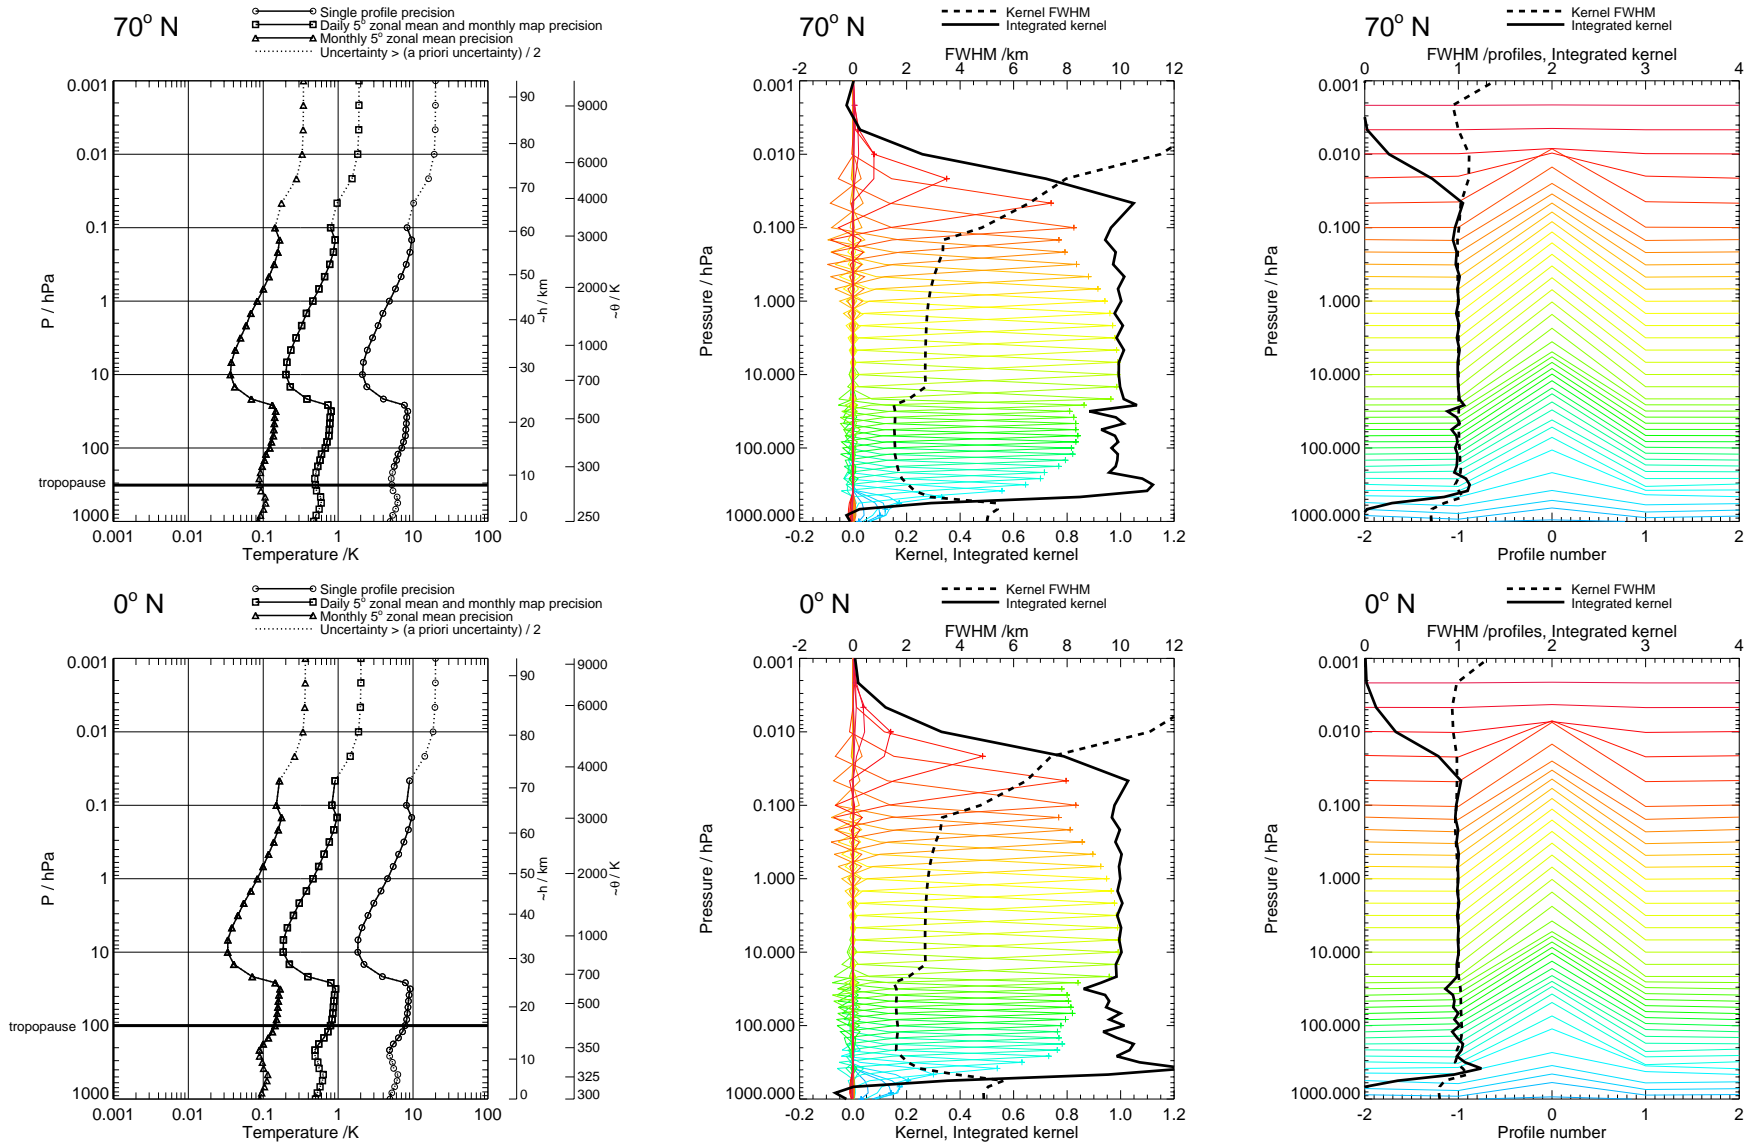 70° N
Single profile precision
Daily 5° zonal mean and monthly map precision
Monthly 5° zonal mean precision
Uncertainty > (a priori uncertainty) / 2
0.001
0.01
0.1
1
10
100
1000
P / hPa
tropopause
0.001 0.01 0.1 1 10 100
Temperature /K
90
80
70
60
50
40
30
20
10
0
~h / km
9000
6000
4000
3000
2000
1000
700
500
300
250
~θ / K
70° N
Kernel FWHM
Integrated kernel
FWHM /km
-2 0 2 4 6 8 10 12
0.001
0.010
0.100
1.000
10.000
100.000
1000.000
Pressure / hPa
-0.2 0.0 0.2 0.4 0.6 0.8 1.0 1.2
Kernel, Integrated kernel
70° N
Kernel FWHM
Integrated kernel
FWHM /profiles, Integrated kernel
-2 -1 0 1 2 3 4
0.001
0.010
0.100
1.000
10.000
100.000
1000.000
Pressure / hPa
-2 -1 0 1 2
Profile number
0° N
Single profile precision
Daily 5° zonal mean and monthly map precision
Monthly 5° zonal mean precision
Uncertainty > (a priori uncertainty) / 2
0.001
0.01
0.1
1
10
100
1000
P / hPa
tropopause
0.001 0.01 0.1 1 10 100
Temperature /K
90
80
70
60
50
40
30
20
10
0
~h / km
9000
6000
4000
3000
2000
1000
700
500
350
325
300
~θ / K
0° N
Kernel FWHM
Integrated kernel
FWHM /km
-2 0 2 4 6 8 10 12
0.001
0.010
0.100
1.000
10.000
100.000
1000.000
Pressure / hPa
-0.2 0.0 0.2 0.4 0.6 0.8 1.0 1.2
Kernel, Integrated kernel
0° N
Kernel FWHM
Integrated kernel
FWHM /profiles, Integrated kernel
-2 -1 0 1 2 3 4
0.001
0.010
0.100
1.000
10.000
100.000
1000.000
Pressure / hPa
-2 -1 0 1 2
Profile number